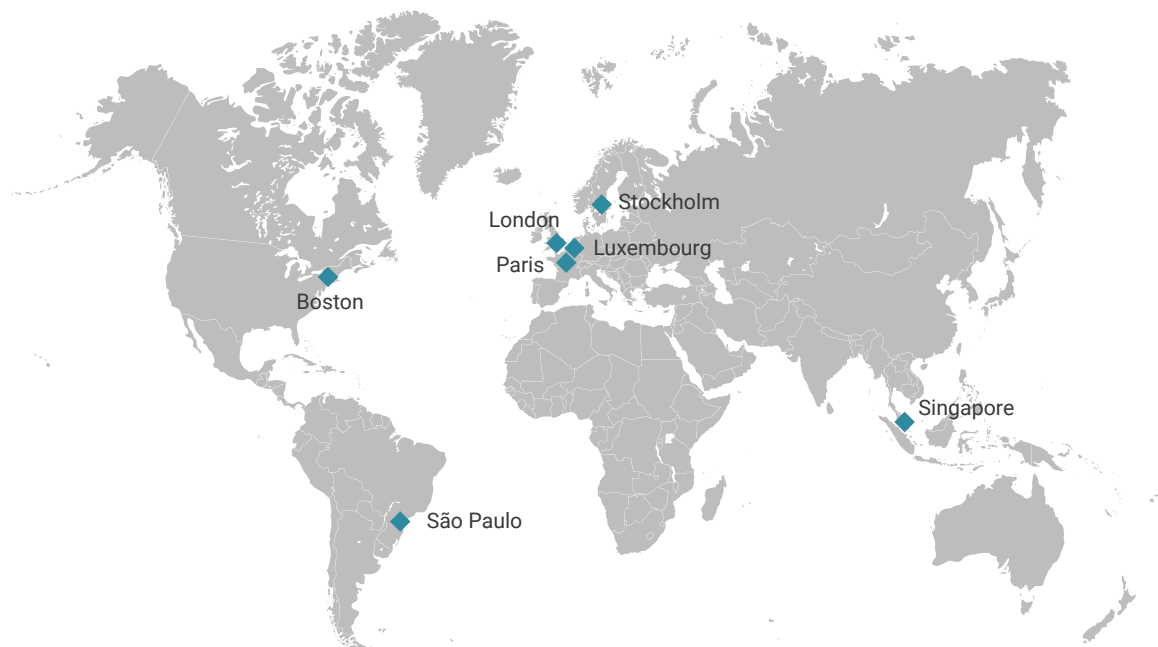 Stockholm
London
Luxembourg
Paris
Boston
Singapore
São Paulo